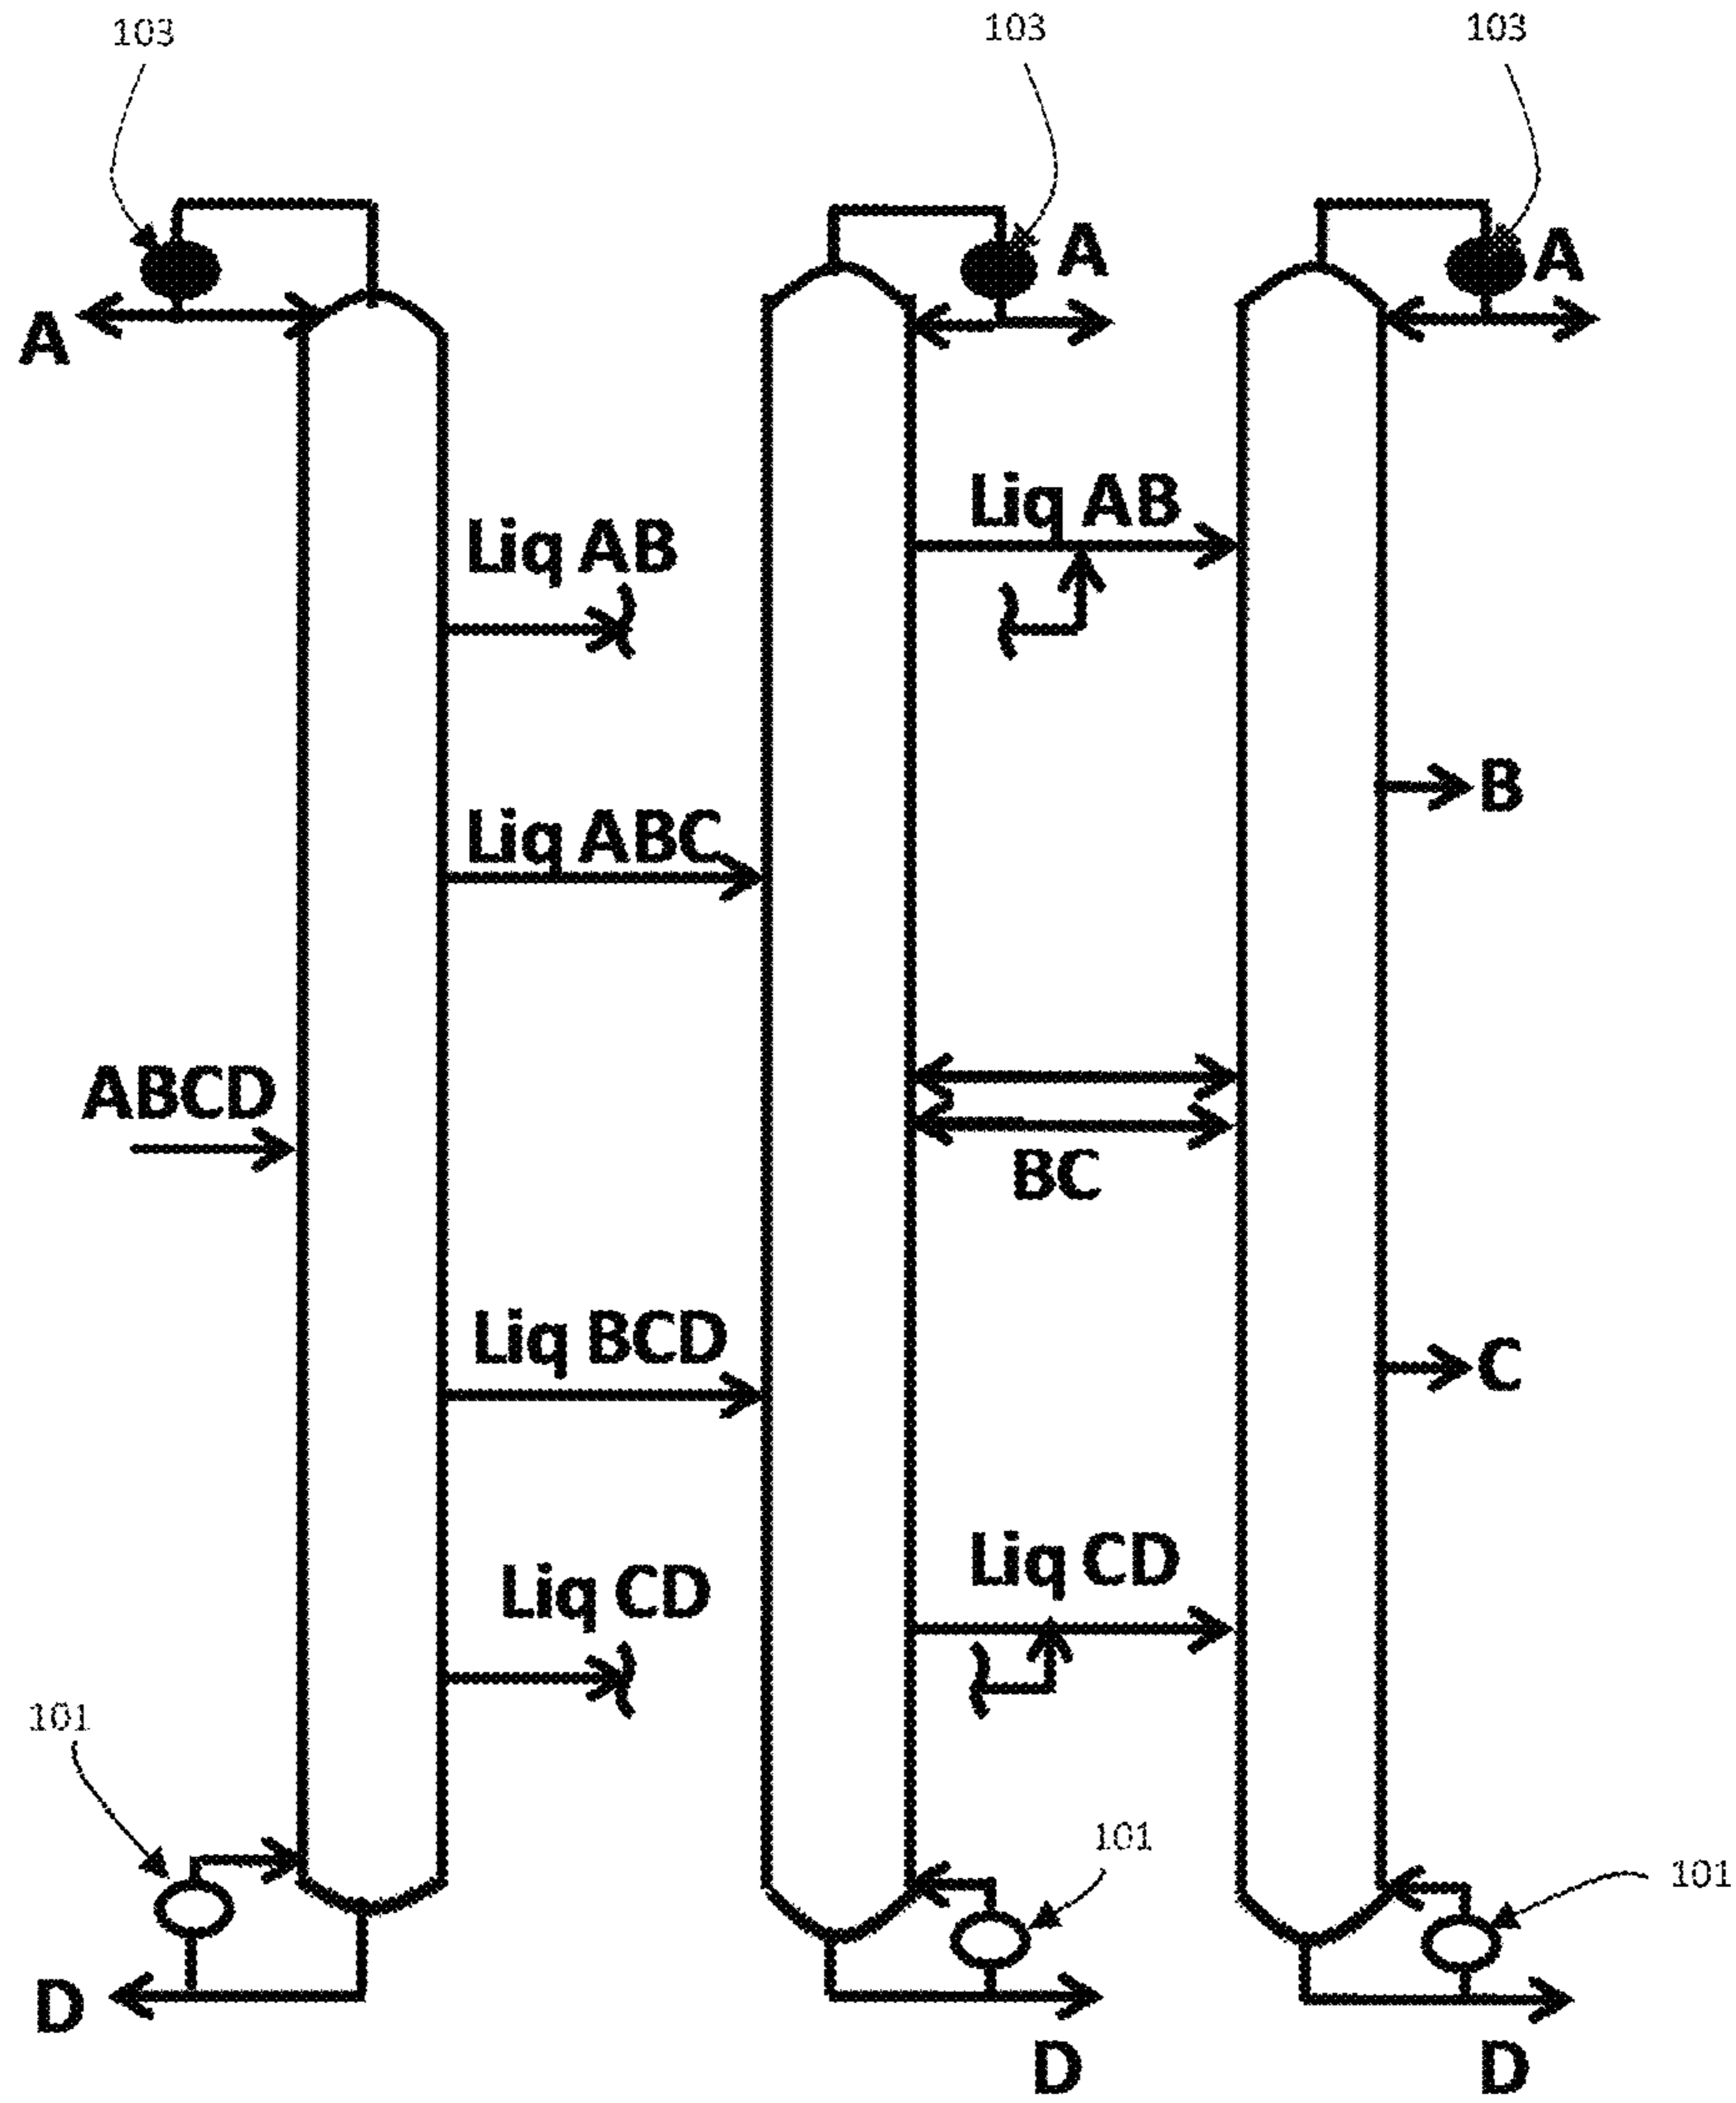 103
103
103
A
A
A
Liq AB
Liq AB
B
Liq ABC
ABCD
BC
Liq BCD
C
Liq CD
Liq CD
101
101
101
D
D
D